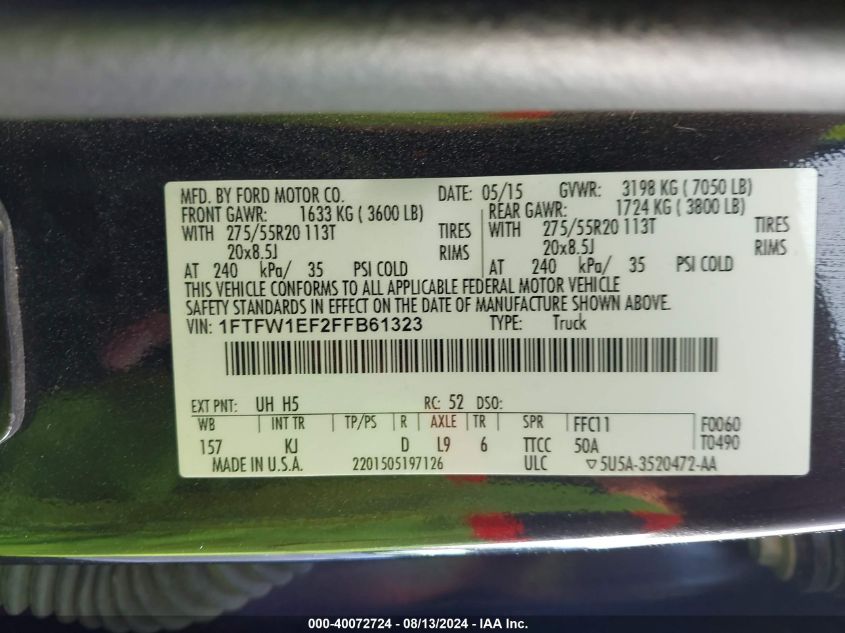 MFD. BY FORD MOTOR CO. DATE: 05/15 GVWR: 3198 KG ( 7050 LB)
FRONT GAWR: 1633 KG ( 3600 LB) REAR GAWR: 1724 KG ( 3800 LB)
WITH 275/55R20 113T TIRES WITH 275/55R20 113T TIRES
20x8.5J RIMS 20x8.5J RIMS
AT 240 kPa/ 35 PSI COLD AT 240 kPa/ 35 PSI COLD
THIS VEHICLE CONFORMS TO ALL APPLICABLE FEDERAL MOTOR VEHICLE
SAFETY STANDARDS IN EFFECT ON THE DATE OF MANUFACTURE SHOWN ABOVE.
VIN: 1FTFW1EF2FFB61323 TYPE: Truck
EXT PNT: UH H5 RC: 52 DSO:
WB INT TR TP/PS R AXLE TR SPR FFC11 F0060
157 KJ D L9 6 TTCC 50A T0490
MADE IN U.S.A. 2201505197126 ULC ▽5U5A-3520472-AA
000-40072724 - 08/13/2024 - IAA Inc.